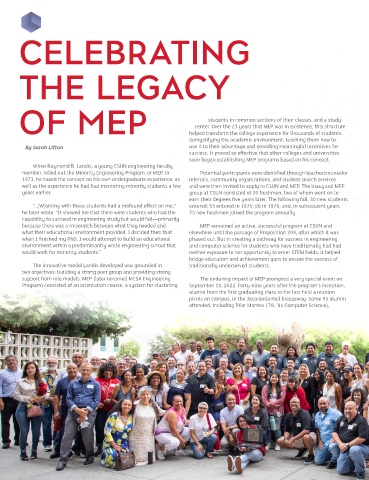 CELEBRATING
THE LEGACY
OF MEP
By Sarah Lifton
When Raymond B. Landis, a young CSUN engineering faculty
member, rolled out the Minority Engineering Program, or MEP, in
1973, he based the concept on his own undergraduate experience, as
well as the experience he had had mentoring minority students a few
years earlier.
"...[Working with these students had a profound effect on me,"
he later wrote. "It showed me that there were students who had the
capability to succeed in engineering study but would fail—primarily
because there was a mismatch between what they needed and
what their educational environment provided. I decided then that
when I finished my PhD, I would attempt to build an educational
environment within a predominantly white engineering school that
would work for minority students."
The innovative model Landis developed was grounded in
two objectives: building a strong peer group and providing strong
support from role models. MEP (later renamed MESA Engineering
Program) consisted of an orientation course, a system for clustering
students in common sections of their classes, and a study
center. Over the 25 years that MEP was in existence, this structure
helped transform the college experience for thousands of students,
demystifying the academic environment, teaching them how to
use it to their advantage and providing meaningful incentives for
success. It proved so effective that other colleges and universities
soon began establishing MEP programs based on his concept.
Potential participants were identified through teacher/counselor
referrals, community organizations, and student search services
and were then invited to apply to CSUN and MEP. The inaugural MEP
group at CSUN consisted of 20 freshmen, two of whom went on to
earn their degrees five years later. The following fall, 30 new students
entered; 55 entered in 1975; 66 in 1976; and, in subsequent years,
75 new freshmen joined the program annually.
MEP remained an active, successful program at CSUN and
elsewhere until the passage of Proposition 209, after which it was
phased out. But in creating a pathway for success in engineering
and computer science for students who have traditionally had had
neither exposure to nor opportunity to enter STEM fields, it helped
bridge education and achievement gaps to ensure the success of
traditionally underserved students.
The enduring impact of MEP prompted a very special event on
September 10, 2022. Forty-nine years after the program's inception,
alumni from the first graduating class to the last held a reunion
picnic on campus, in the Jacaranda Hall breezeway. Some 95 alumni
attended, including Pilar Montes ('79, '84 Computer Science),